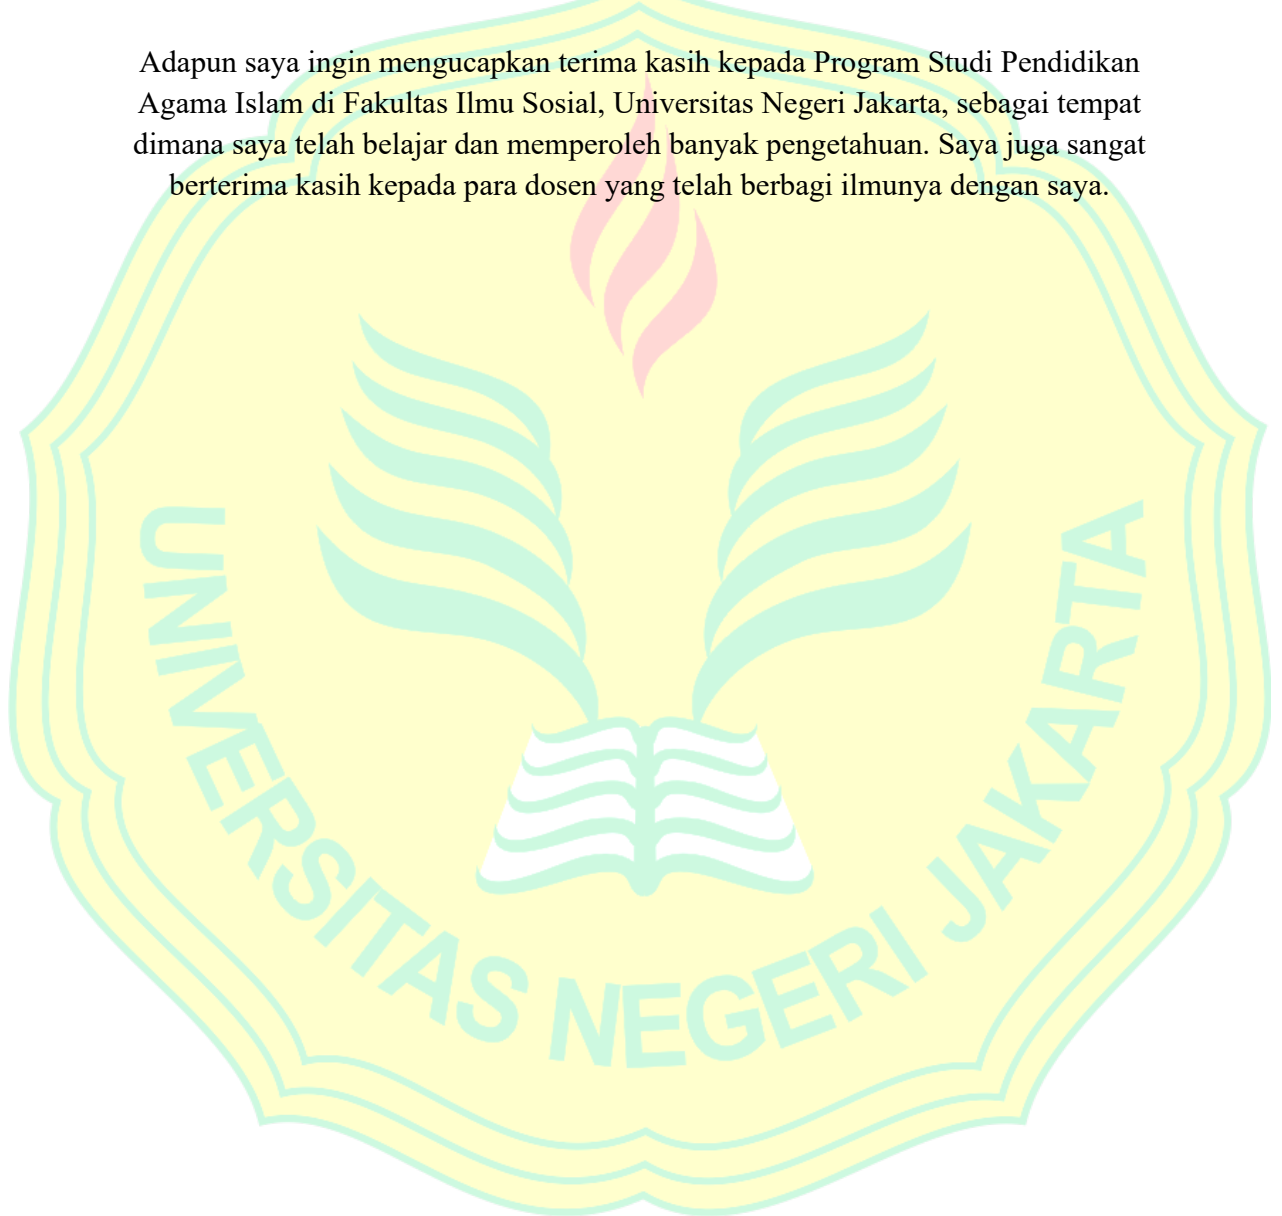 Adapun saya ingin mengucapkan terima kasih kepada Program Studi Pendidikan
Agama Islam di Fakultas Ilmu Sosial, Universitas Negeri Jakarta, sebagai tempat
dimana saya telah belajar dan memperoleh banyak pengetahuan. Saya juga sangat
berterima kasih kepada para dosen yang telah berbagi ilmunya dengan saya.
UNIVERSITAS NEGERI JAKARTA